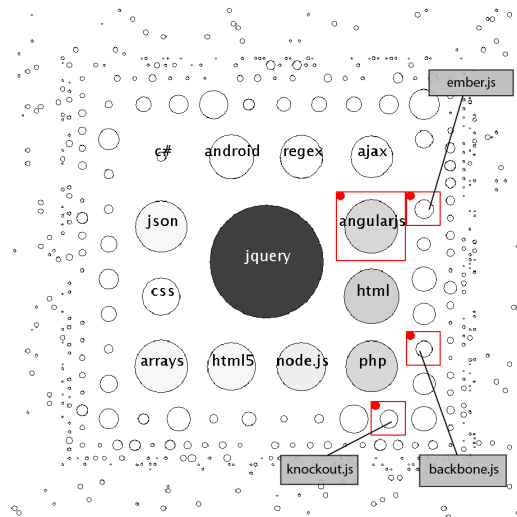 ember.js
c#
android
regex
ajax
json
angularjs
jquery
css
html
arrays
html5
node.js
php
knockout.js
backbone.js